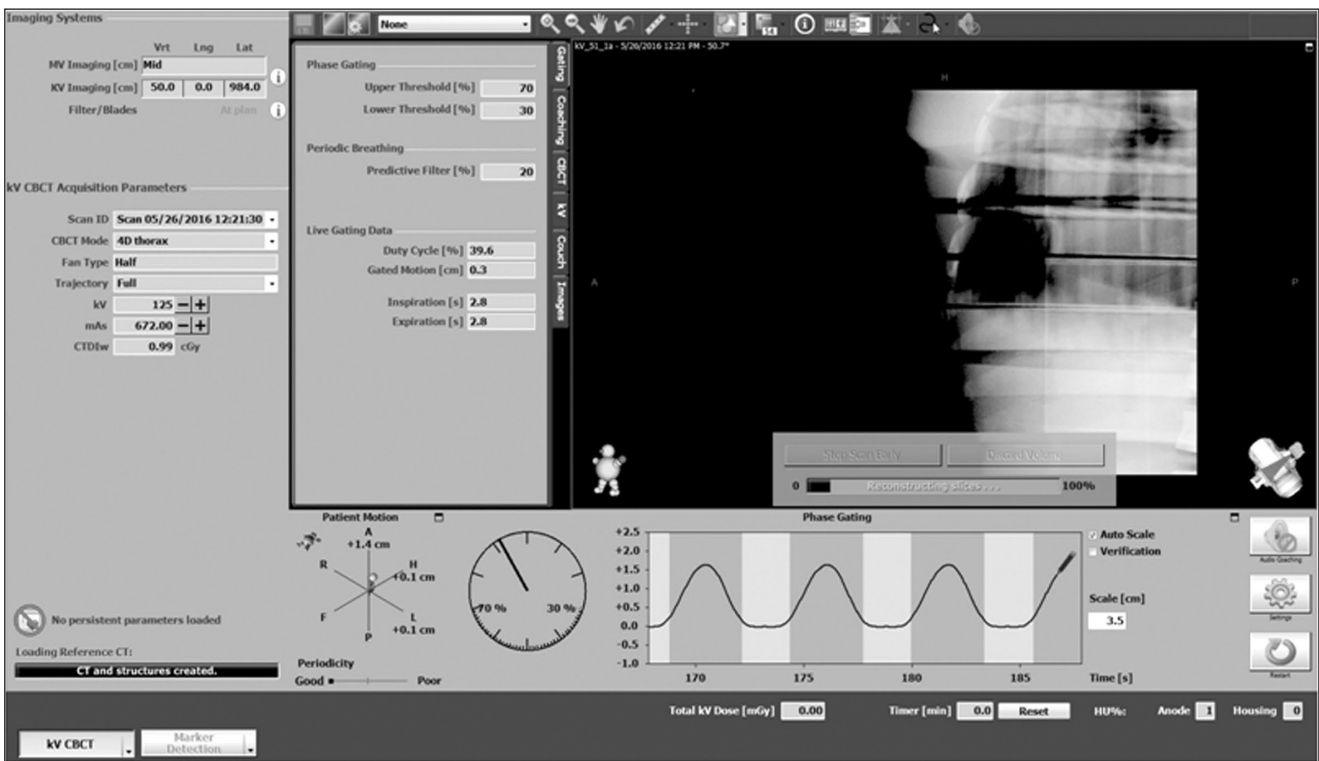 Imaging Systems
Vrt Lng Lat
MV Imaging [cm] Mid
KV Imaging [cm] 50.0 0.0 984.0
Filter/Blades At plan
kV CBCT Acquisition Parameters
Scan ID Scan 05/26/2016 12:21:30
CBCT Mode 4D thorax
Fan Type Half
Trajectory Full
kV 125 − +
mAs 672.00 − +
CTDIw 0.99 cGy
No persistent parameters loaded
Loading Reference CT:
CT and structures created.
None
54
Phase Gating
Upper Threshold [%] 70
Lower Threshold [%] 30
Periodic Breathing
Predictive Filter [%] 20
Live Gating Data
Duty Cycle [%] 39.6
Gated Motion [cm] 0.3
Inspiration [s] 2.8
Expiration [s] 2.8
Gating
Coaching
CBCT
kV
Couch
Images
kV_51_1a - 5/26/2016 12:21 PM - 50.7°
H
A
P
Stop Scan Early Discard Volume
0 Reconstructing slices . . . 100%
Patient Motion
A
+1.4 cm
R H
+0.1 cm
F L
+0.1 cm
P
70 % 30 %
Periodicity
Good Poor
Phase Gating
+2.5
+2.0
+1.5
+1.0
+0.5
0.0
-0.5
-1.0
170 175 180 185 Time [s]
Auto Scale
Verification
Scale [cm]
3.5
Audio Coaching
Settings
Restart
Total kV Dose [mGy] 0.00 Timer [min] 0.0 Reset HU%: Anode 1 Housing 0
kV CBCT
Marker
Detection